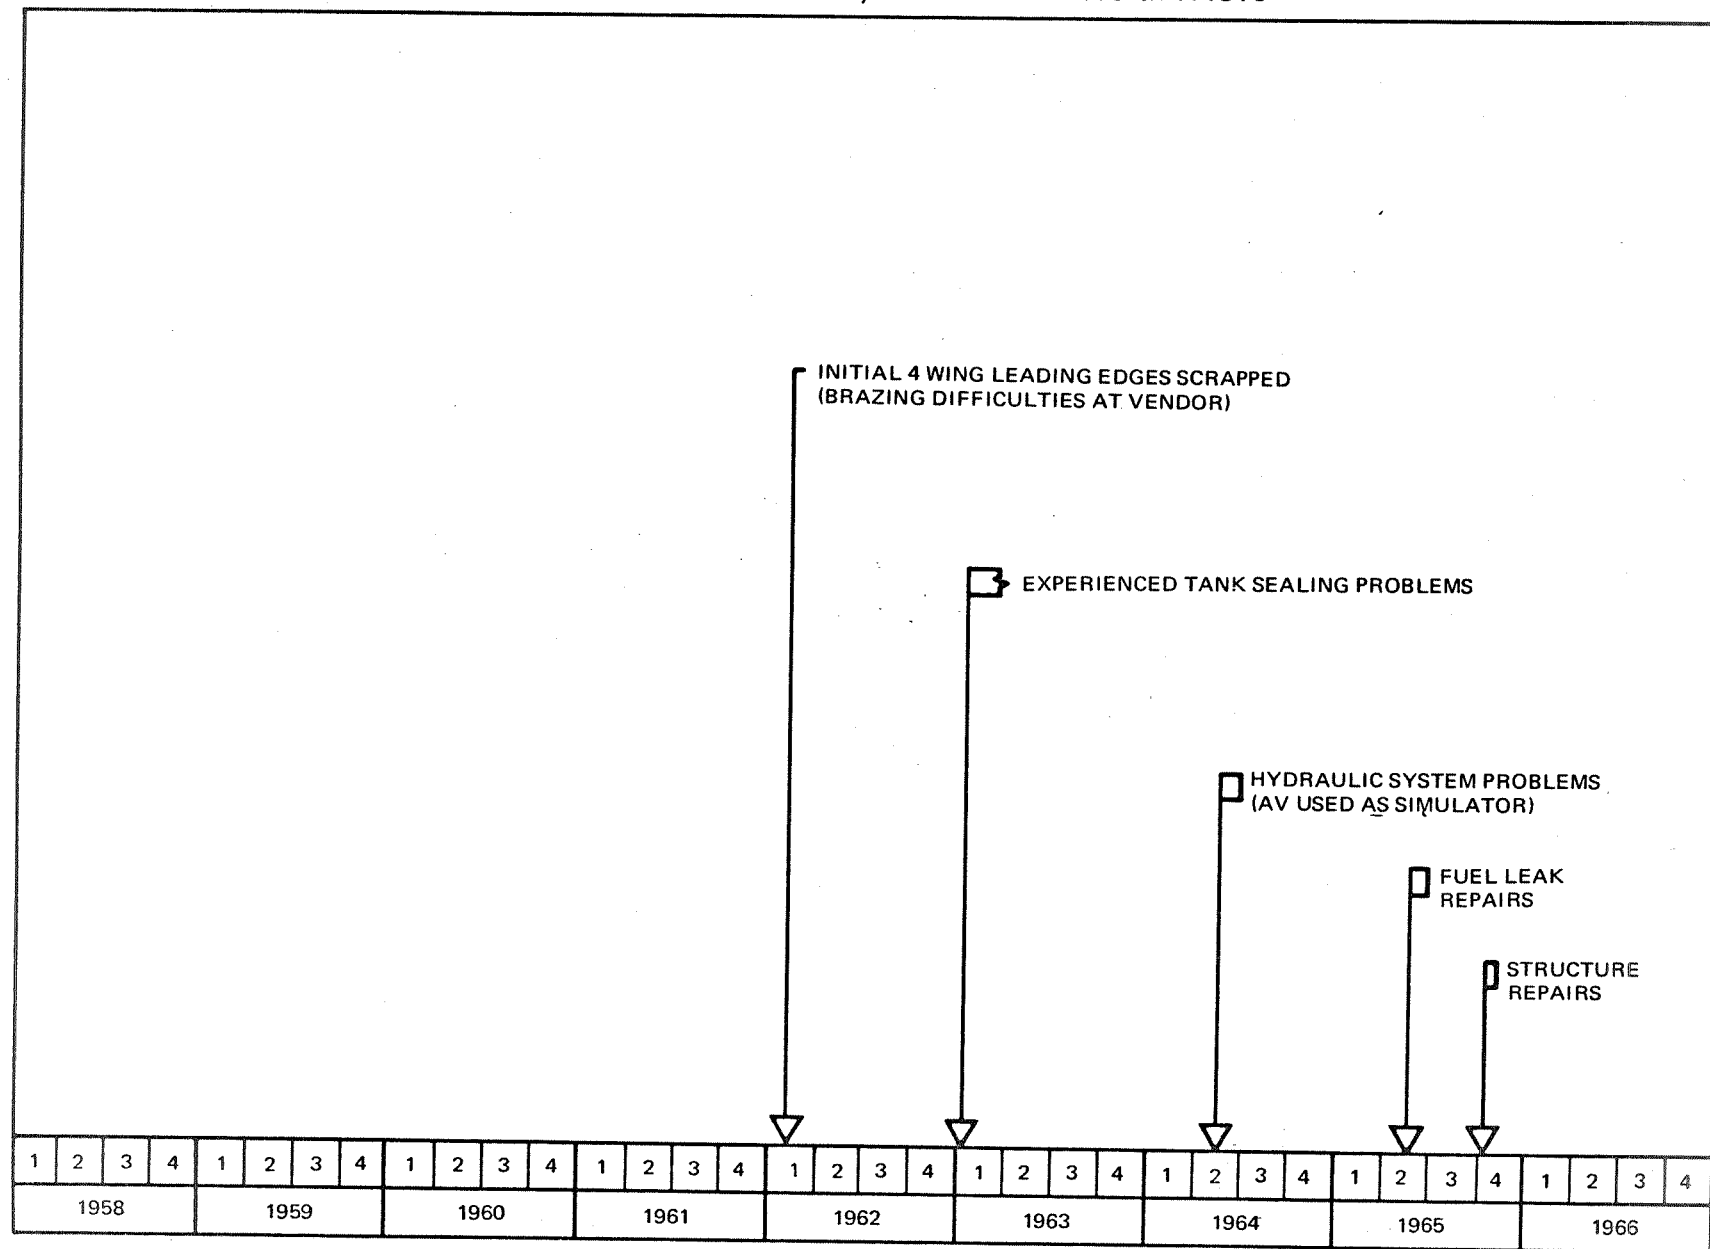 INITIAL 4 WING LEADING EDGES SCRAPPED
(BRAZING DIFFICULTIES AT VENDOR)
EXPERIENCED TANK SEALING PROBLEMS
HYDRAULIC SYSTEM PROBLEMS
(AV USED AS SIMULATOR)
FUEL LEAK
REPAIRS
STRUCTURE
REPAIRS
1 2 3 4 1 2 3 4 1 2 3 4 1 2 3 4 1 2 3 4 1 2 3 4 1 2 3 4 1 2 3 4 1 2 3 4
1958 1959 1960 1961 1962 1963 1964 1965 1966